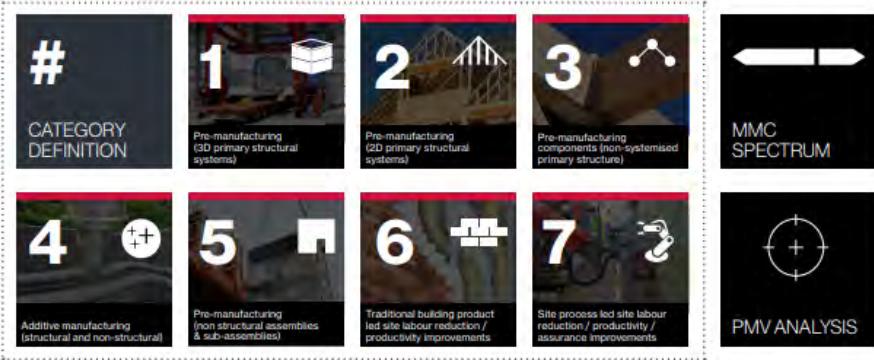 #
CATEGORY
DEFINITION
1
Pre-manufacturing
(3D primary structural
systems)
2
Pre-manufacturing
(2D primary structural
systems)
3
Pre-manufacturing
components (non-systemised
primary structure)
MMC
SPECTRUM
4
Additive manufacturing
(structural and non-structural)
5
Pre-manufacturing
(non structural assemblies
& sub-assemblies)
6
Traditional building product
led site labour reduction /
productivity improvements
7
Site process led site labour
reduction / productivity /
assurance improvements
PMV ANALYSIS